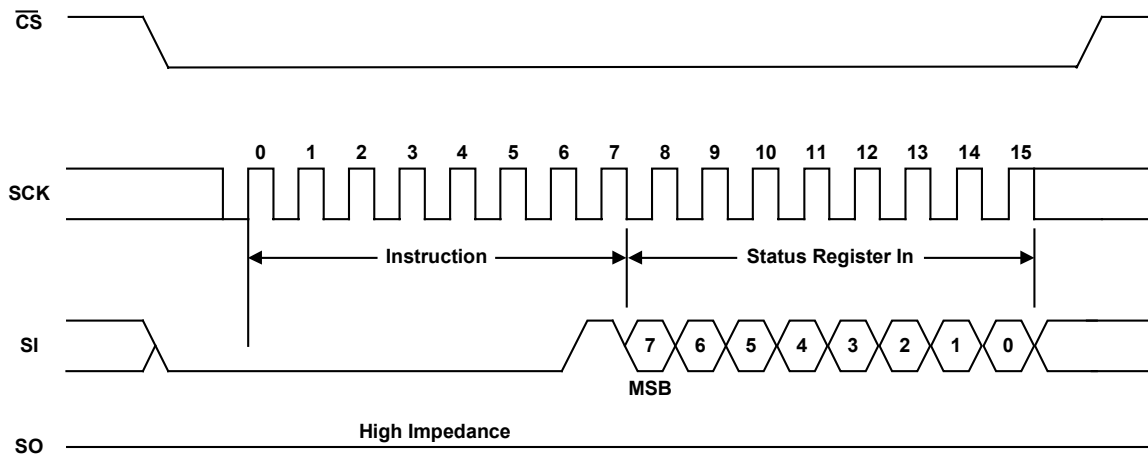 CS
0 1 2 3 4 5 6 7 8 9 10 11 12 13 14 15
SCK
Instruction Status Register In
SI 7 6 5 4 3 2 1 0
MSB
High Impedance
SO